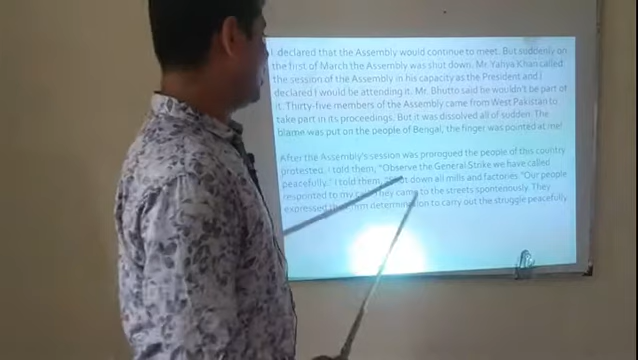 I declared that the Assembly would continue to meet. But suddenly on
the first of March the Assembly was shut down. Mr. Yahya Khan called
the session of the Assembly in his capacity as the President and I
declared I would be attending it. Mr. Bhutto said he wouldn't be part of
it. Thirty-five members of the Assembly came from West Pakistan to
take part in its proceedings. But it was dissolved all of sudden. The
blame was put on the people of Bengal, the finger was pointed at me!
After the Assembly's session was prorogued the people of this country
protested. I told them, "Observe the General Strike we have called
peacefully." I told them, "Shut down all mills and factories. "Our people
responded to my call. They came to the streets spontenously. They
expressed their firm determination to carry out the struggle peacefully